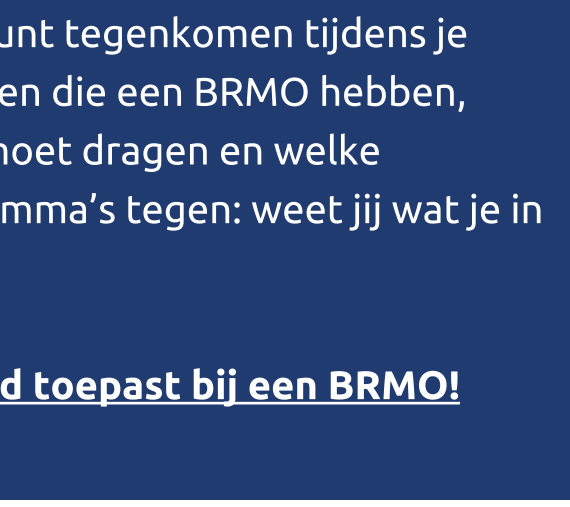 unt tegenkomen tijdens je
en die een BRMO hebben,
moet dragen en welke
mma’s tegen: weet jij wat je in
d toepast bij een BRMO!